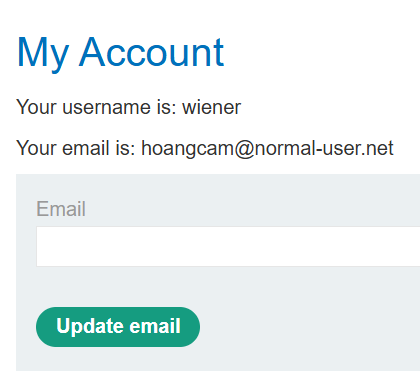 My Account
Your username is: wiener
Your email is: hoangcam@normal-user.net
Email
Update email